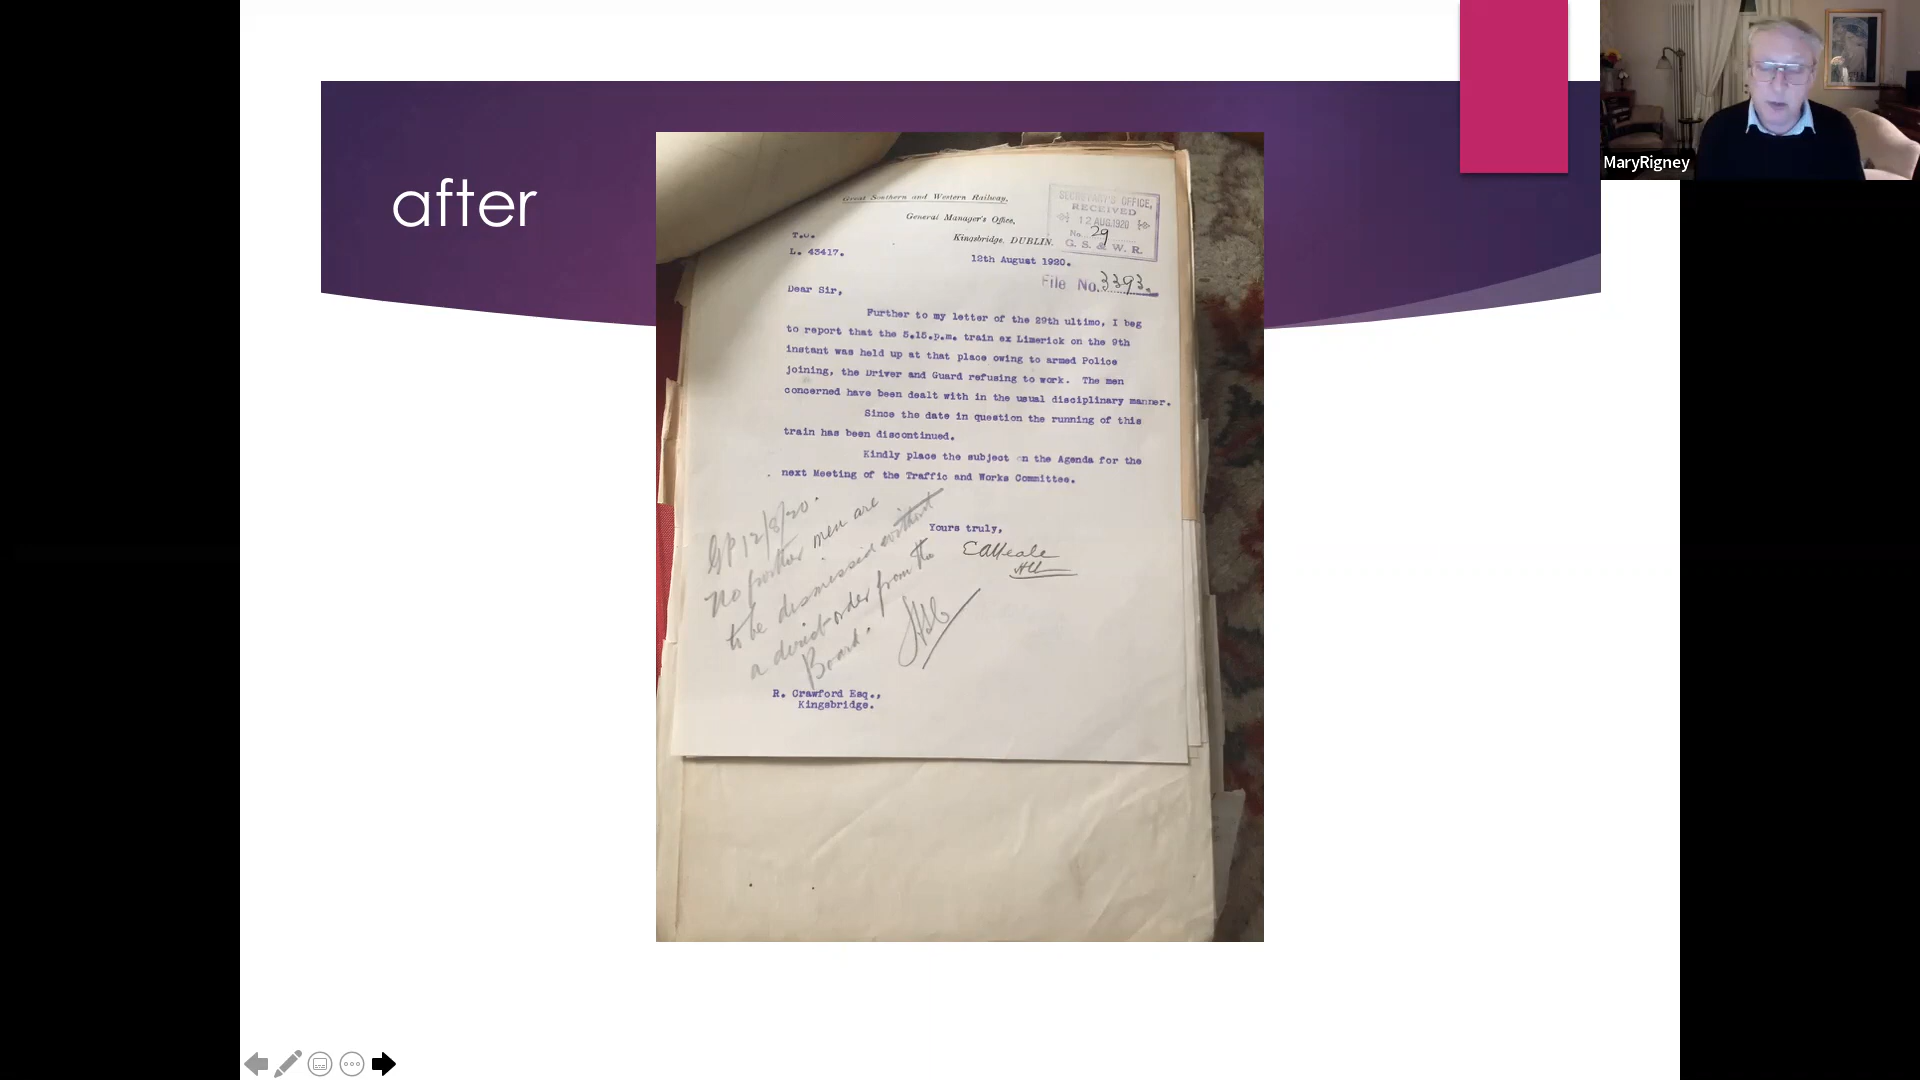 after
MaryRigney
Great Southern and Western Railway.
General Manager's Office,
Kingsbridge, DUBLIN.
SECRETARY'S OFFICE,
RECEIVED
12 AUG.1920
No. 29
G. S. & W. R.
L. 43417.
12th August 1920.
File No. 3393.
Dear Sir,
Further to my letter of the 29th ultimo, I beg
to report that the 5.15.p.m. train ex Limerick on the 9th
instant was held up at that place owing to armed Police
joining, the Driver and Guard refusing to work. The men
concerned have been dealt with in the usual disciplinary manner.
Since the date in question the running of this
train has been discontinued.
Kindly place the subject on the Agenda for the
next Meeting of the Traffic and Works Committee.
Yours truly,
12/8/20.
No further men are
to be dismissed without
a direct order from the
Board.
R. Crawford Esq.,
Kingsbridge.